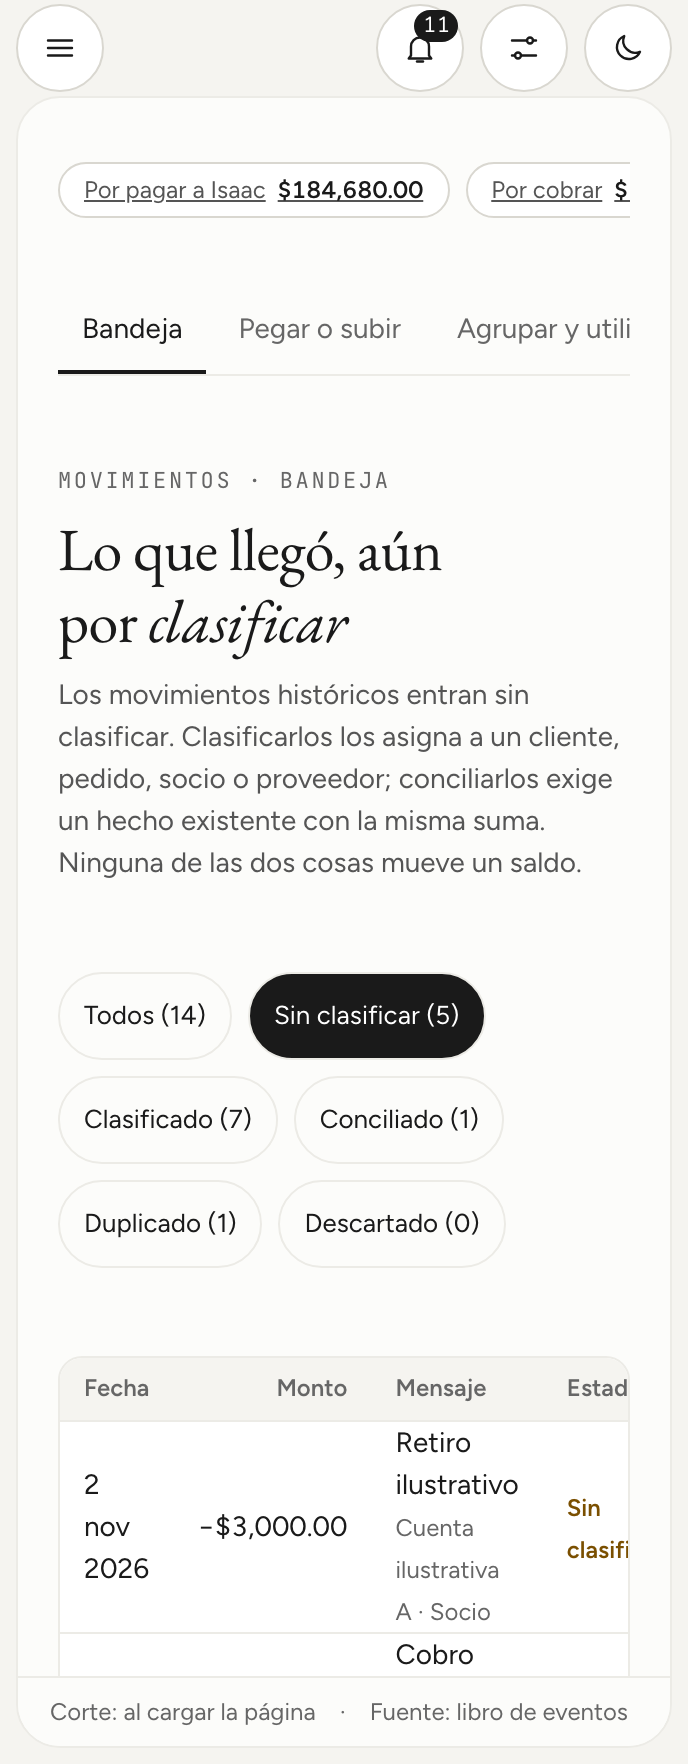 11
Por pagar a Isaac $184,680.00 Por cobrar $
Bandeja Pegar o subir Agrupar y utili
MOVIMIENTOS · BANDEJA
Lo que llegó, aún
por clasificar
Los movimientos históricos entran sin
clasificar. Clasificarlos los asigna a un cliente,
pedido, socio o proveedor; conciliarlos exige
un hecho existente con la misma suma.
Ninguna de las dos cosas mueve un saldo.
Todos (14) Sin clasificar (5)
Clasificado (7) Conciliado (1)
Duplicado (1) Descartado (0)
Fecha Monto Mensaje Estad
2
nov
2026
−$3,000.00
Retiro
ilustrativo
Cuenta
ilustrativa
A · Socio
Sin
clasifi
Cobro
Corte: al cargar la página · Fuente: libro de eventos